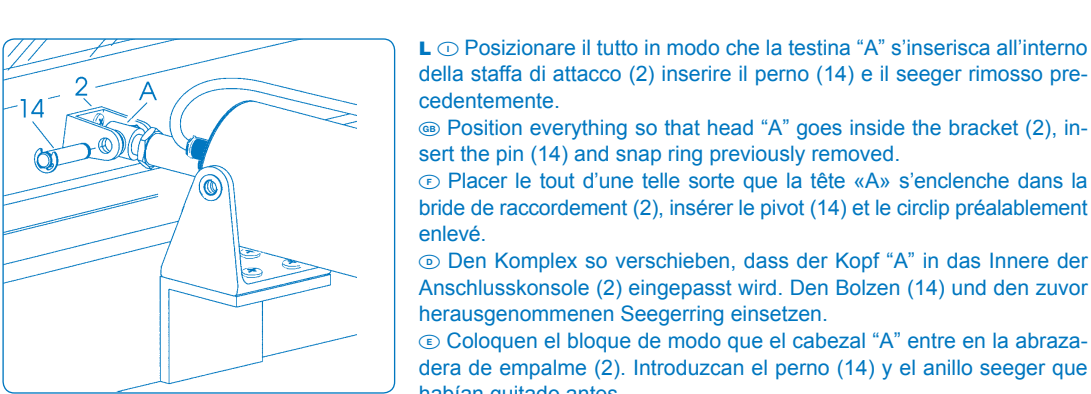 2
A
14
L I Posizionare il tutto in modo che la testina “A” s’inserisca all’interno
della staffa di attacco (2) inserire il perno (14) e il seeger rimosso pre-
cedentemente.
GB Position everything so that head “A” goes inside the bracket (2), in-
sert the pin (14) and snap ring previously removed.
F Placer le tout d’une telle sorte que la tête «A» s’enclenche dans la
bride de raccordement (2), insérer le pivot (14) et le circlip préalablement
enlevé.
D Den Komplex so verschieben, dass der Kopf “A” in das Innere der
Anschlusskonsole (2) eingepasst wird. Den Bolzen (14) und den zuvor
herausgenommenen Seegerring einsetzen.
E Coloquen el bloque de modo que el cabezal “A” entre en la abraza-
dera de empalme (2). Introduzcan el perno (14) y el anillo seeger que
habían quitado antes.